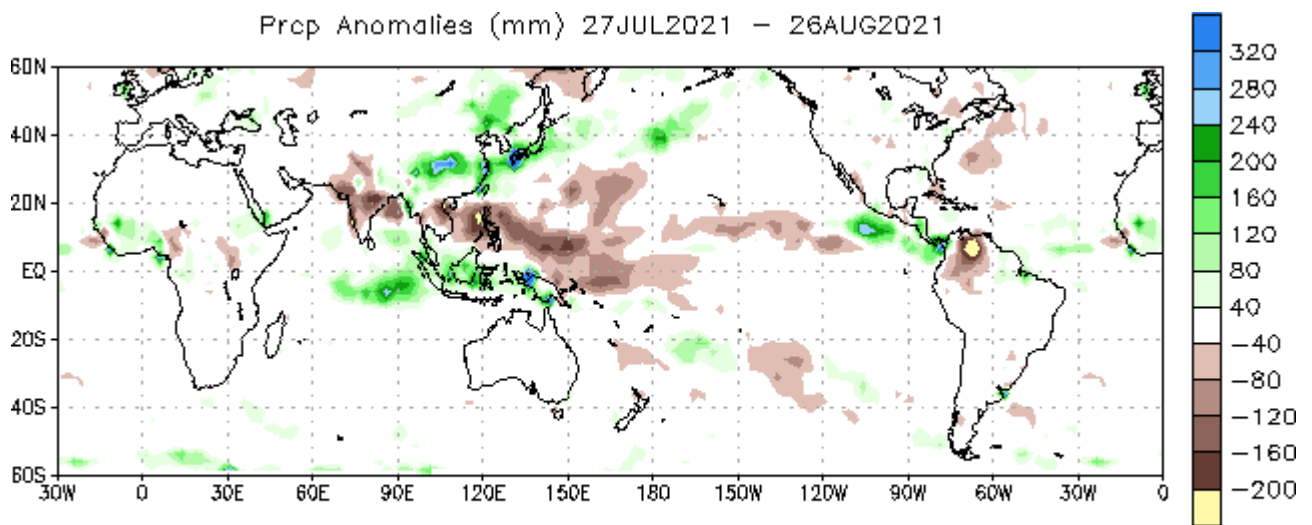 Prcp Anomalies (mm) 27JUL2021 – 26AUG2021
60N
40N
20N
EQ
20S
40S
60S
30W 0 30E 60E 90E 120E 150E 180 150W 120W 90W 60W 30W 0
320
280
240
200
160
120
80
40
−40
−80
−120
−160
−200